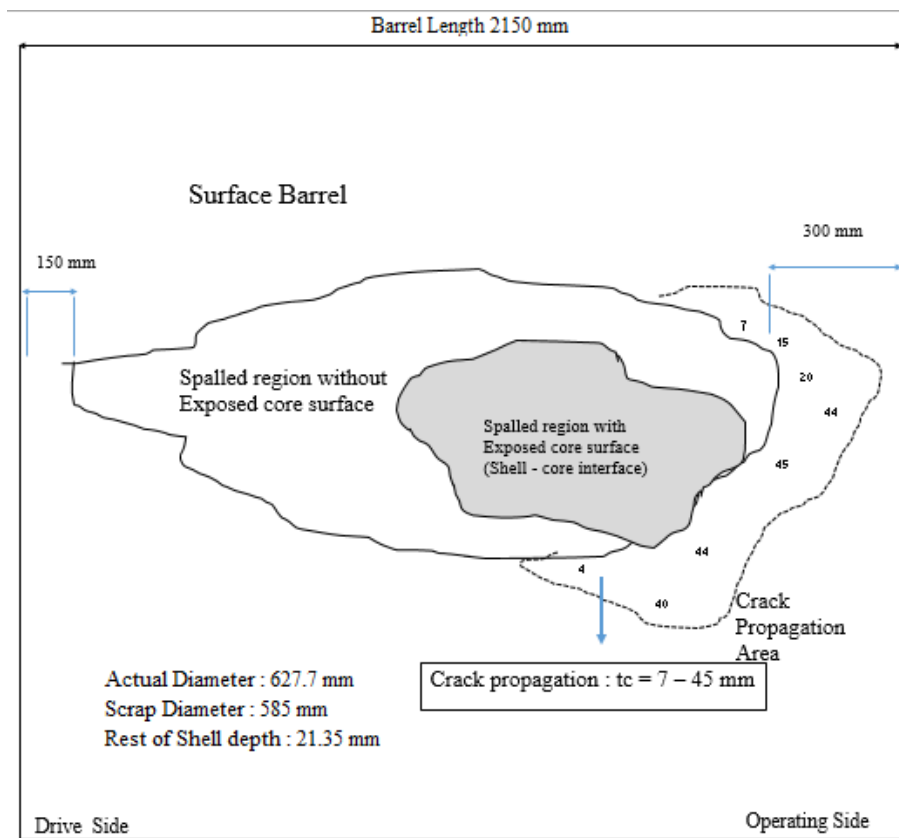 Barrel Length 2150 mm
Surface Barrel
300 mm
150 mm
7
15
20
44
45
44
4
40
Spalled region without
Exposed core surface
Spalled region with
Exposed core surface
(Shell - core interface)
Crack
Propagation
Area
Actual Diameter : 627.7 mm
Scrap Diameter : 585 mm
Rest of Shell depth : 21.35 mm
Crack propagation : tc = 7 – 45 mm
Drive Side
Operating Side